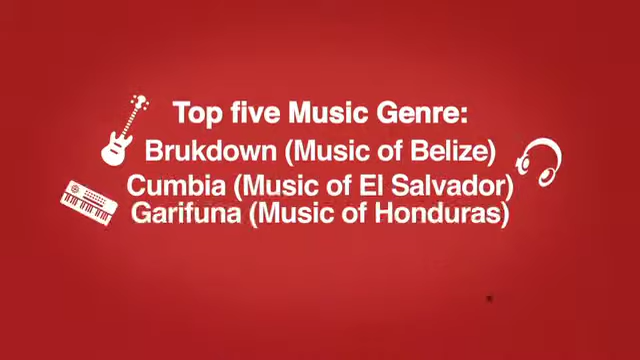 Top five Music Genre:
Brukdown (Music of Belize)
Cumbia (Music of El Salvador)
Garifuna (Music of Honduras)